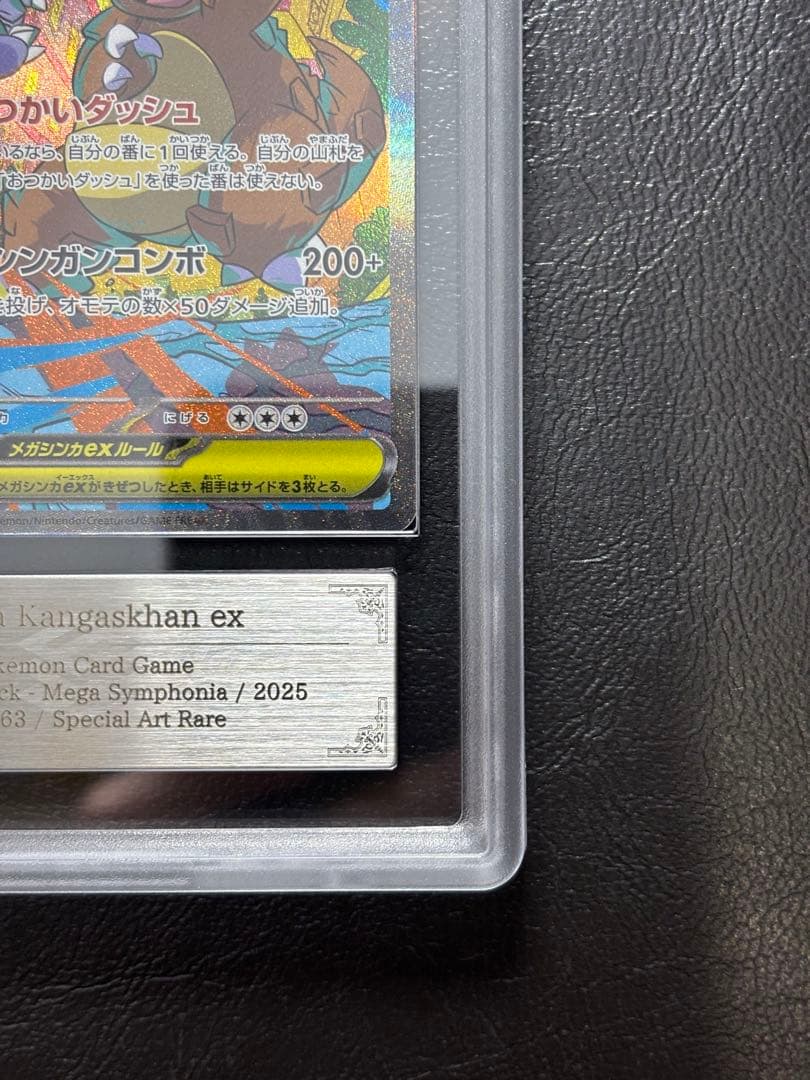 つかいダッシュ
いるなら、自分の番に1回使える。自分の山札を
「おつかいダッシュ」を使った番は使えない。
シンガンコンボ 200+
投げ、オモテの数×50ダメージ追加。
にげる
メガシンカexルール
メガシンカexがきぜつしたとき、相手はサイドを3枚とる。
emon/Nintendo/Creatures/GAME FREAK
Kangaskhan ex
kemon Card Game
ck - Mega Symphonia / 2025
63 / Special Art Rare